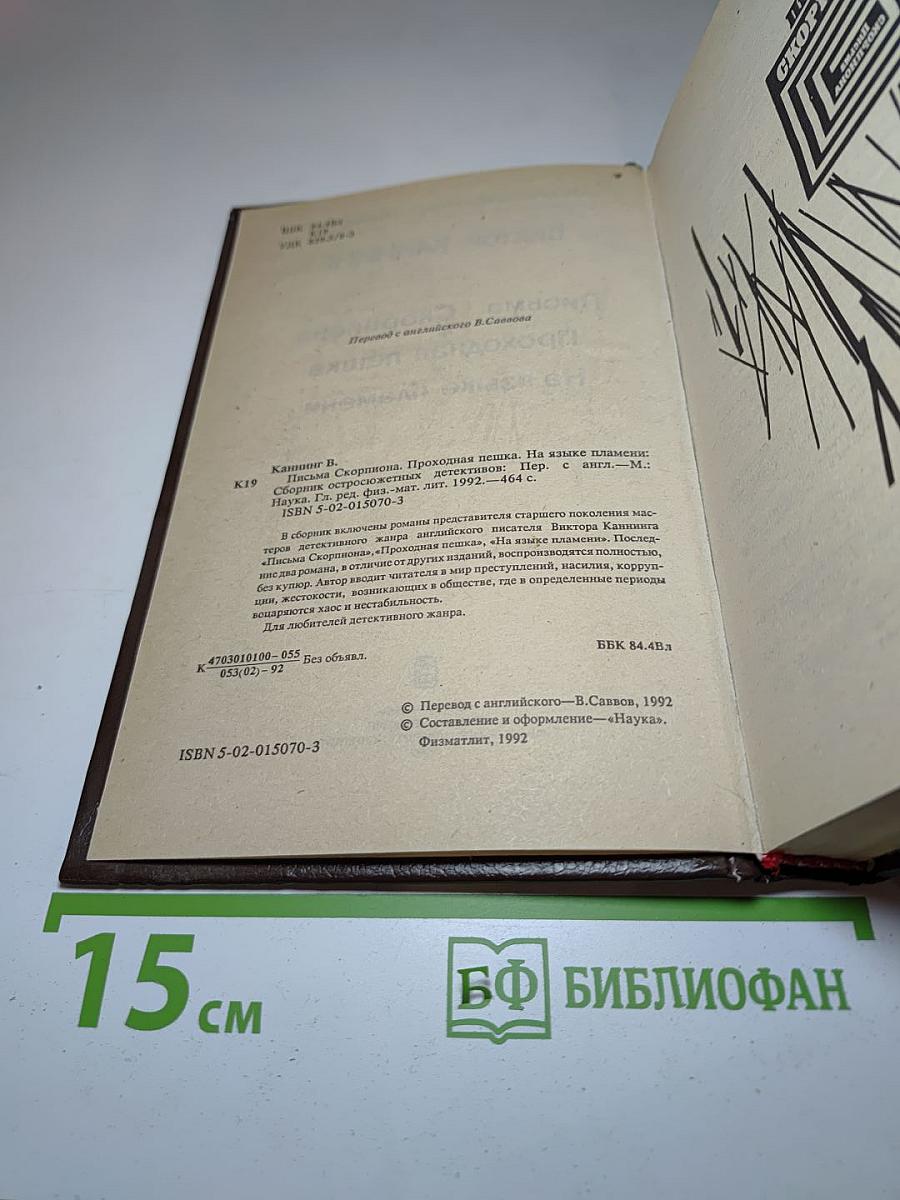 ББК 84.4Вл
К19
УДК
Перевод с английского В.Саввова
Каннинг В.
К19 Письма Скорпиона. Проходная пешка. На языке пламени:
Сборник остросюжетных детективов: Пер. с англ.—М.:
Наука. Гл. ред. физ.-мат. лит. 1992.—464 с.
ISBN 5-02-015070-3
В сборник включены романы представителя старшего поколения мас-
теров детективного жанра английского писателя Виктора Каннинга
«Письма Скорпиона»,«Проходная пешка», «На языке пламени». Послед-
ние два романа, в отличие от других изданий, воспроизводятся полностью,
без купюр. Автор вводит читателя в мир преступлений, насилия, корруп-
ции, жестокости, возникающих в обществе, где в определенные периоды
воцаряются хаос и нестабильность.
Для любителей детективного жанра.
К 4703010100–055 Без объявл.
053(02)–92
ББК 84.4Вл
© Перевод с английского—В.Саввов, 1992
© Составление и оформление—«Наука».
Физматлит, 1992
ISBN 5-02-015070-3
15 см
БФ БИБЛИОФАН